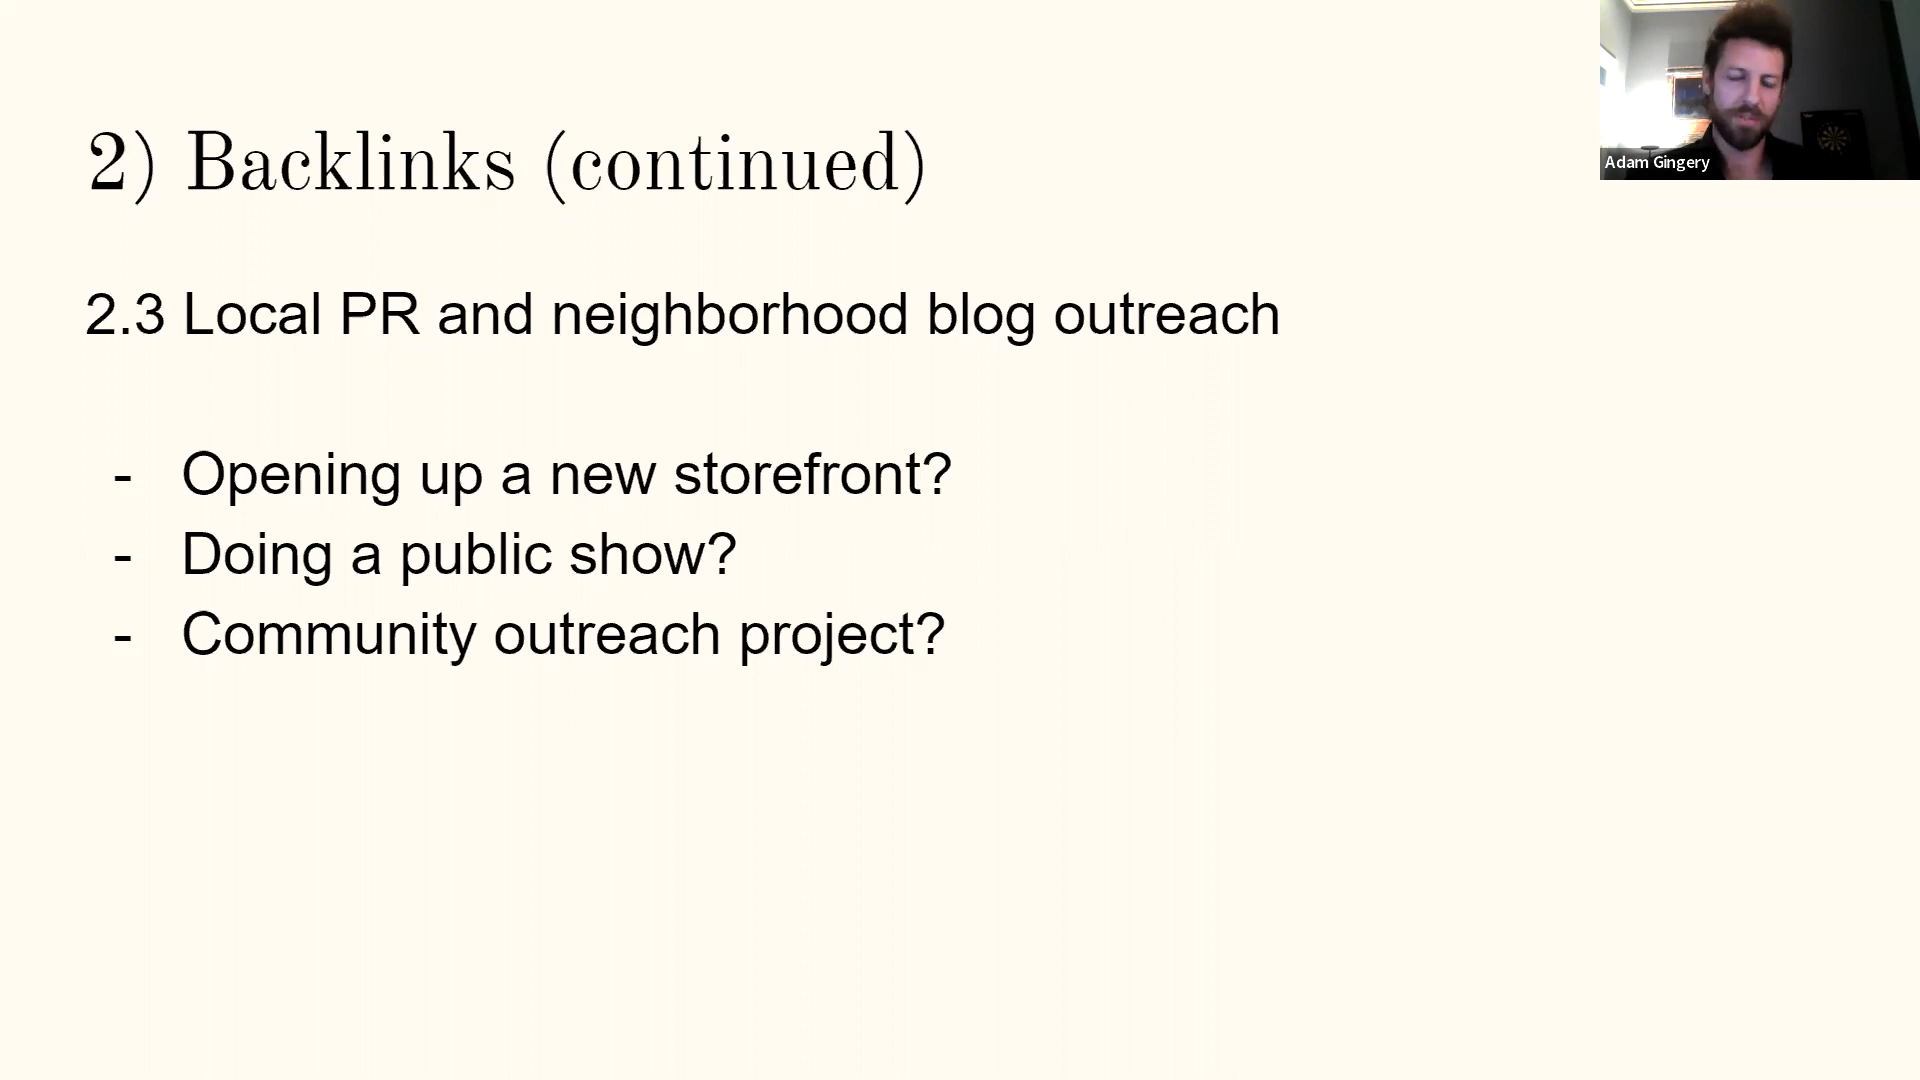 2) Backlinks (continued)
2.3 Local PR and neighborhood blog outreach
- Opening up a new storefront?
- Doing a public show?
- Community outreach project?
Adam Gingery